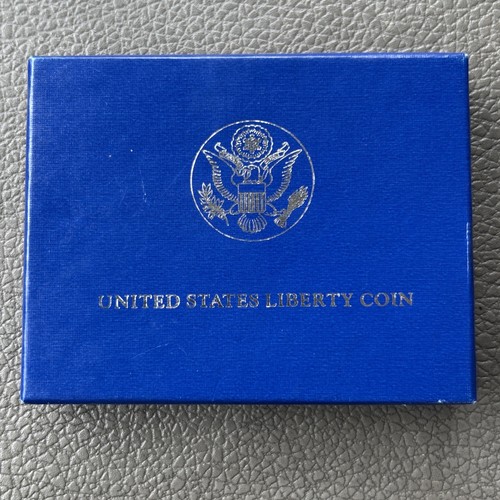 UNITED STATES LIBERTY COIN